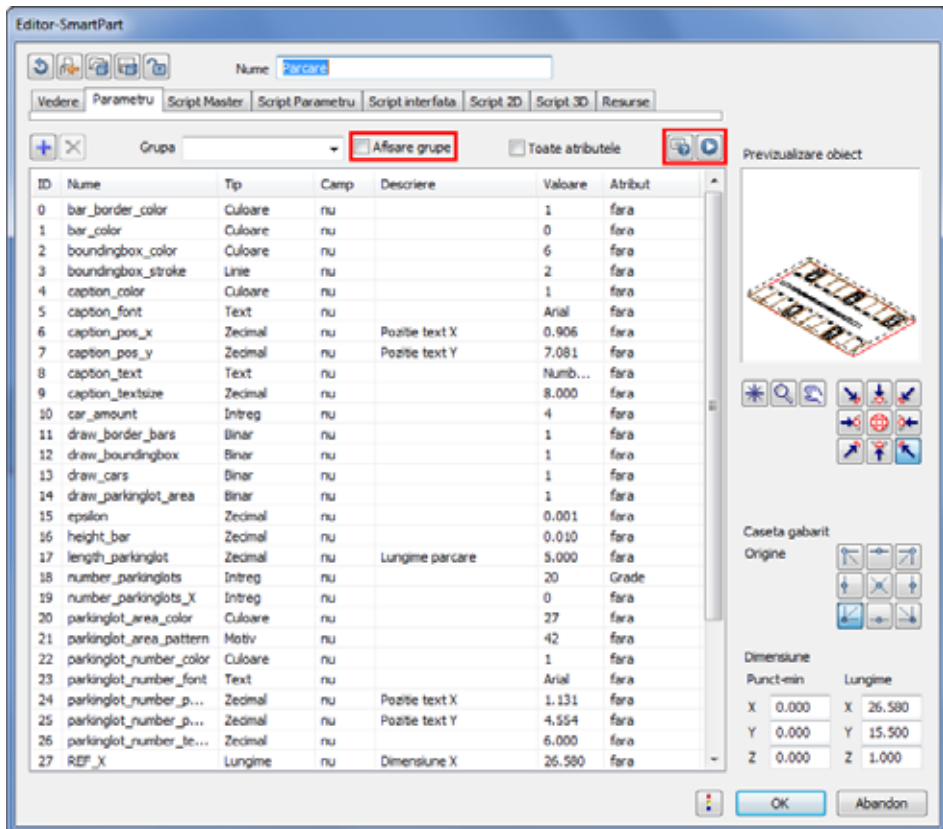 Editor-SmartPart
Nume Parcare
Vedere Parametru Script Master Script Parametru Script interfata Script 2D Script 3D Resurse
Grupa Afisare grupe Toate atributele
Previzualizare obiect
ID Nume Tip Camp Descriere Valoare Atribut
0 bar_border_color Culoare nu 1 fara
1 bar_color Culoare nu 0 fara
2 boundingbox_color Culoare nu 6 fara
3 boundingbox_stroke Linie nu 2 fara
4 caption_color Culoare nu 1 fara
5 caption_font Text nu Arial fara
6 caption_pos_x Zecimal nu Pozitie text X 0.906 fara
7 caption_pos_y Zecimal nu Pozitie text Y 7.081 fara
8 caption_text Text nu Numb... fara
9 caption_textsize Zecimal nu 8.000 fara
10 car_amount Intreg nu 4 fara
11 draw_border_bars Binar nu 1 fara
12 draw_boundingbox Binar nu 1 fara
13 draw_cars Binar nu 1 fara
14 draw_parkinglot_area Binar nu 1 fara
15 epsilon Zecimal nu 0.001 fara
16 height_bar Zecimal nu 0.010 fara
17 length_parkinglot Zecimal nu Lungime parcare 5.000 fara
18 number_parkinglots Intreg nu 20 Grade
19 number_parkinglots_X Intreg nu 0 fara
20 parkinglot_area_color Culoare nu 27 fara
21 parkinglot_area_pattern Motiv nu 42 fara
22 parkinglot_number_color Culoare nu 1 fara
23 parkinglot_number_font Text nu Arial fara
24 parkinglot_number_p... Zecimal nu Pozitie text X 1.131 fara
25 parkinglot_number_p... Zecimal nu Pozitie text Y 4.554 fara
26 parkinglot_number_te... Zecimal nu 6.000 fara
27 REF_X Lungime nu Dimensiune X 26.580 fara
Caseta gabarit
Origine
Dimensiune
Punct-min Lungime
X 0.000 X 26.580
Y 0.000 Y 15.500
Z 0.000 Z 1.000
OK Abandon